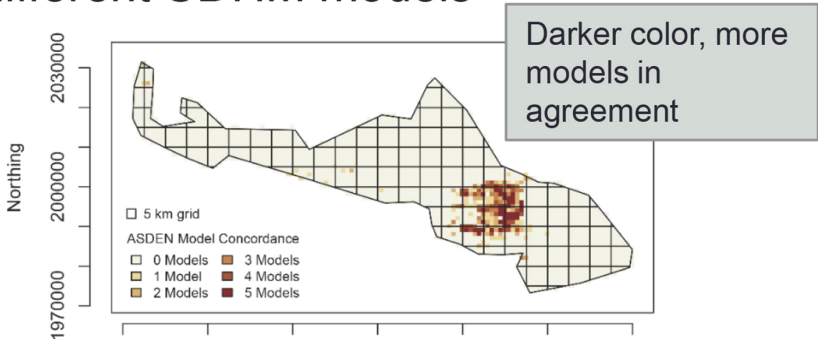 Darker color, more
models in
agreement
2030000
Northing
2000000
5 km grid
ASDEN Model Concordance
0 Models
3 Models
1 Model
4 Models
2 Models
5 Models
1970000